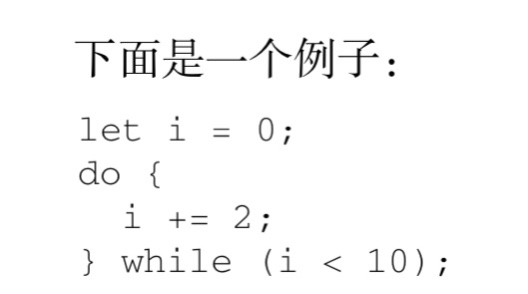 下面是一个例子：
let i = 0;
do {
  i += 2;
} while (i < 10);